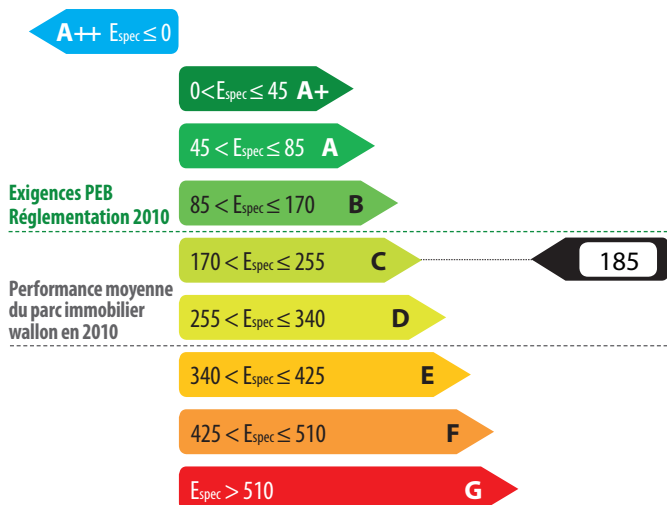 A++ Espec ≤ 0
0 < Espec ≤ 45 A+
45 < Espec ≤ 85 A
Exigences PEB
Réglementation 2010
85 < Espec ≤ 170 B
170 < Espec ≤ 255 C
185
Performance moyenne
du parc immobilier
wallon en 2010
255 < Espec ≤ 340 D
340 < Espec ≤ 425 E
425 < Espec ≤ 510 F
Espec > 510 G